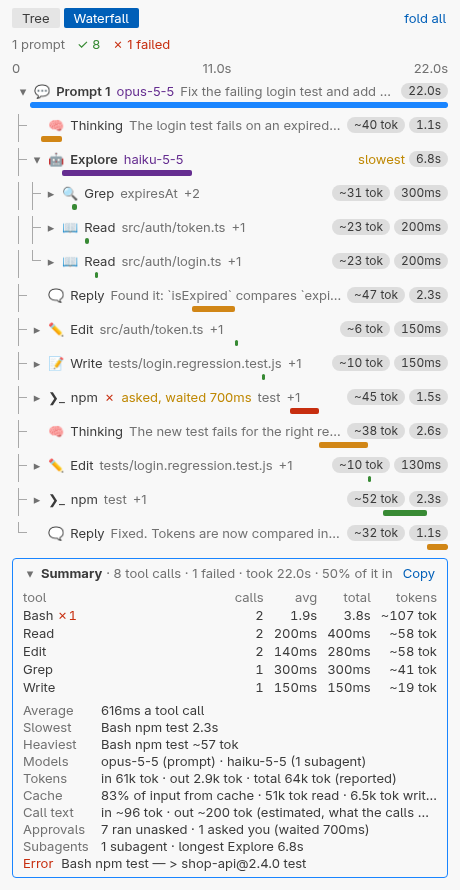 Tree Waterfall fold all
1 prompt ✓ 8 × 1 failed
0 11.0s 22.0s
▾ 💬 Prompt 1 opus-5-5 Fix the failing login test and add ... 22.0s
🧠 Thinking The login test fails on an expired... ~40 tok 1.1s
▾ 🤖 Explore haiku-5-5 slowest 6.8s
▸ 🔍 Grep expiresAt +2 ~31 tok 300ms
▸ 📖 Read src/auth/token.ts +1 ~23 tok 200ms
▸ 📖 Read src/auth/login.ts +1 ~23 tok 200ms
🗨 Reply Found it: `isExpired` compares `expi... ~47 tok 2.3s
▸ ✏️ Edit src/auth/token.ts +1 ~6 tok 150ms
▸ 📝 Write tests/login.regression.test.js +1 ~10 tok 150ms
▸ ❯_ npm × asked, waited 700ms test +1 ~45 tok 1.5s
🧠 Thinking The new test fails for the right re... ~38 tok 2.6s
▸ ✏️ Edit tests/login.regression.test.js +1 ~10 tok 130ms
▸ ❯_ npm test +1 ~52 tok 2.3s
🗨 Reply Fixed. Tokens are now compared in... ~32 tok 1.1s
▾ Summary · 8 tool calls · 1 failed · took 22.0s · 50% of it in Copy
tool calls avg total tokens
Bash ×1 2 1.9s 3.8s ~107 tok
Read 2 200ms 400ms ~58 tok
Edit 2 140ms 280ms ~58 tok
Grep 1 300ms 300ms ~41 tok
Write 1 150ms 150ms ~19 tok
Average 616ms a tool call
Slowest Bash npm test 2.3s
Heaviest Bash npm test ~57 tok
Models opus-5-5 (prompt) · haiku-5-5 (1 subagent)
Tokens in 61k tok · out 2.9k tok · total 64k tok (reported)
Cache 83% of input from cache · 51k tok read · 6.5k tok writ...
Call text in ~96 tok · out ~200 tok (estimated, what the calls ...
Approvals 7 ran unasked · 1 asked you (waited 700ms)
Subagents 1 subagent · longest Explore 6.8s
Error Bash npm test — > shop-api@2.4.0 test